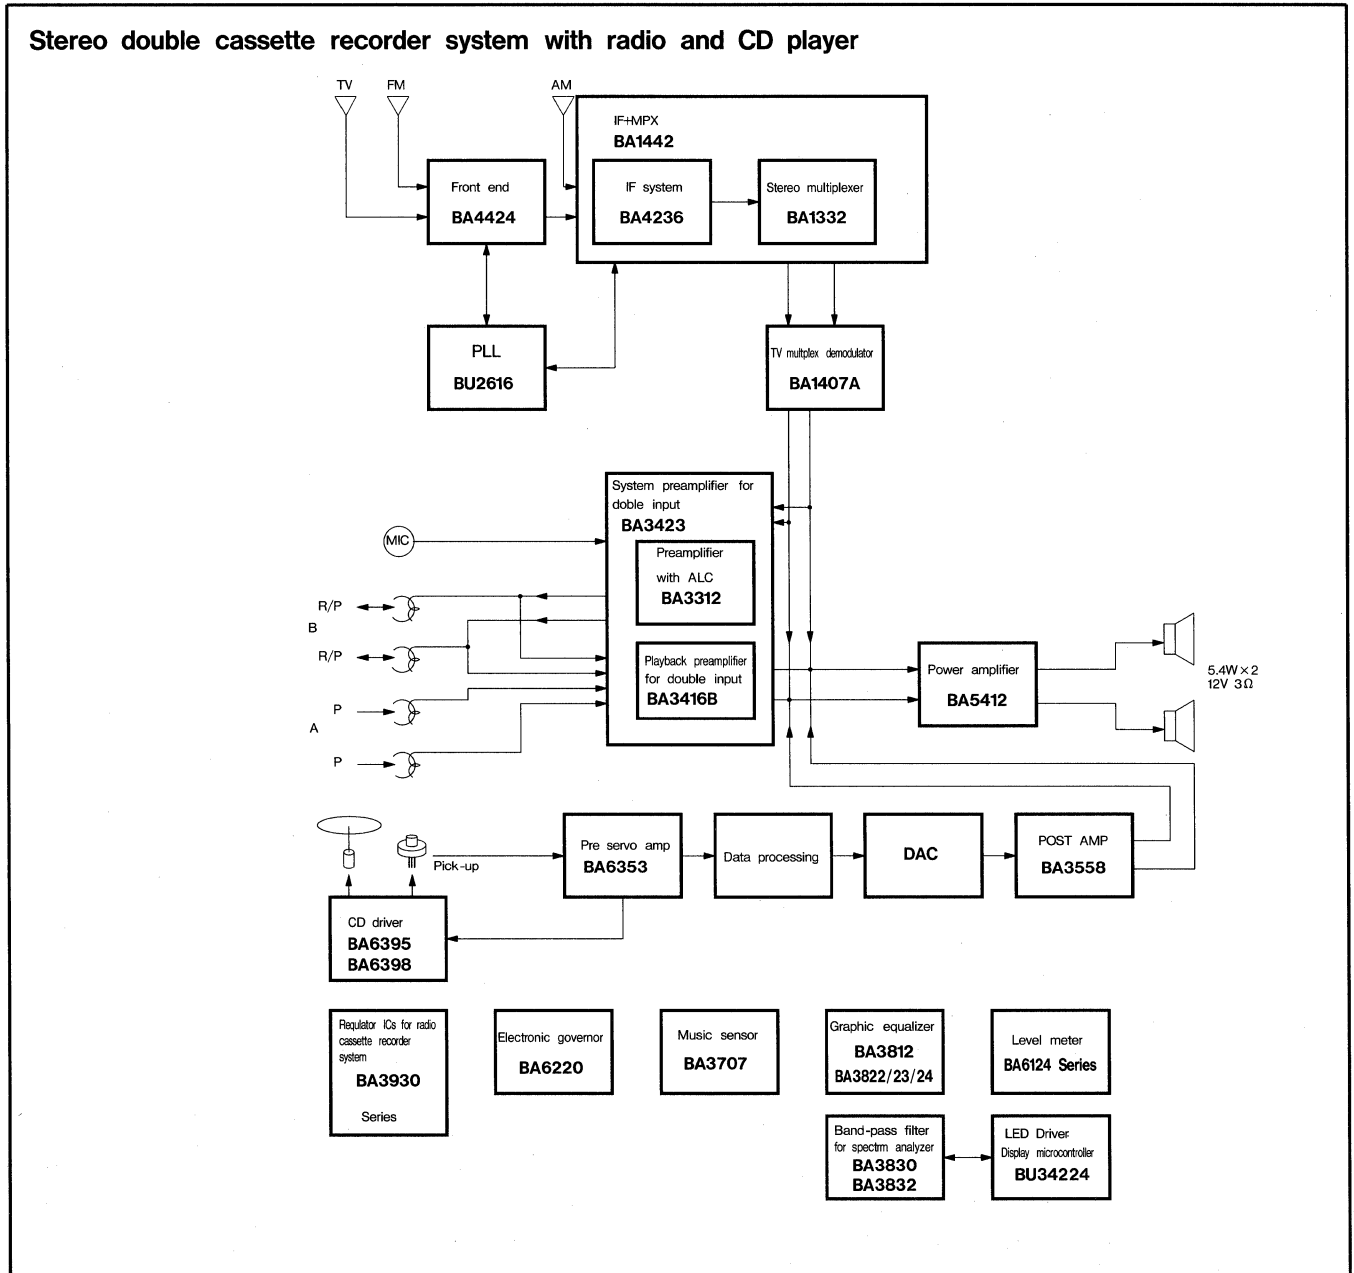 Stereo double cassette recorder system with radio and CD player
TV
FM
AM
IF+MPX
BA1442
Front end
BA4424
IF system
BA4236
Stereo multiplexer
BA1332
PLL
BU2616
TV multplex demodulator
BA1407A
System preamplifier for
doble input
BA3423
MIC
Preamplifier
with ALC
BA3312
R/P
B
R/P
Playback preamplifier
for double input
BA3416B
P
A
P
Power amplifier
BA5412
5.4W×2
12V 3Ω
Pick-up
Pre servo amp
BA6353
Data processing
DAC
POST AMP
BA3558
CD driver
BA6395
BA6398
Requlator ICs for radio
cassette recorder
system
BA3930
Series
Electronic governor
BA6220
Music sensor
BA3707
Graphic equalizer
BA3812
BA3822/23/24
Level meter
BA6124 Series
Band-pass filter
for spectrm analyzer
BA3830
BA3832
LED Driver
Display microcontroller
BU34224